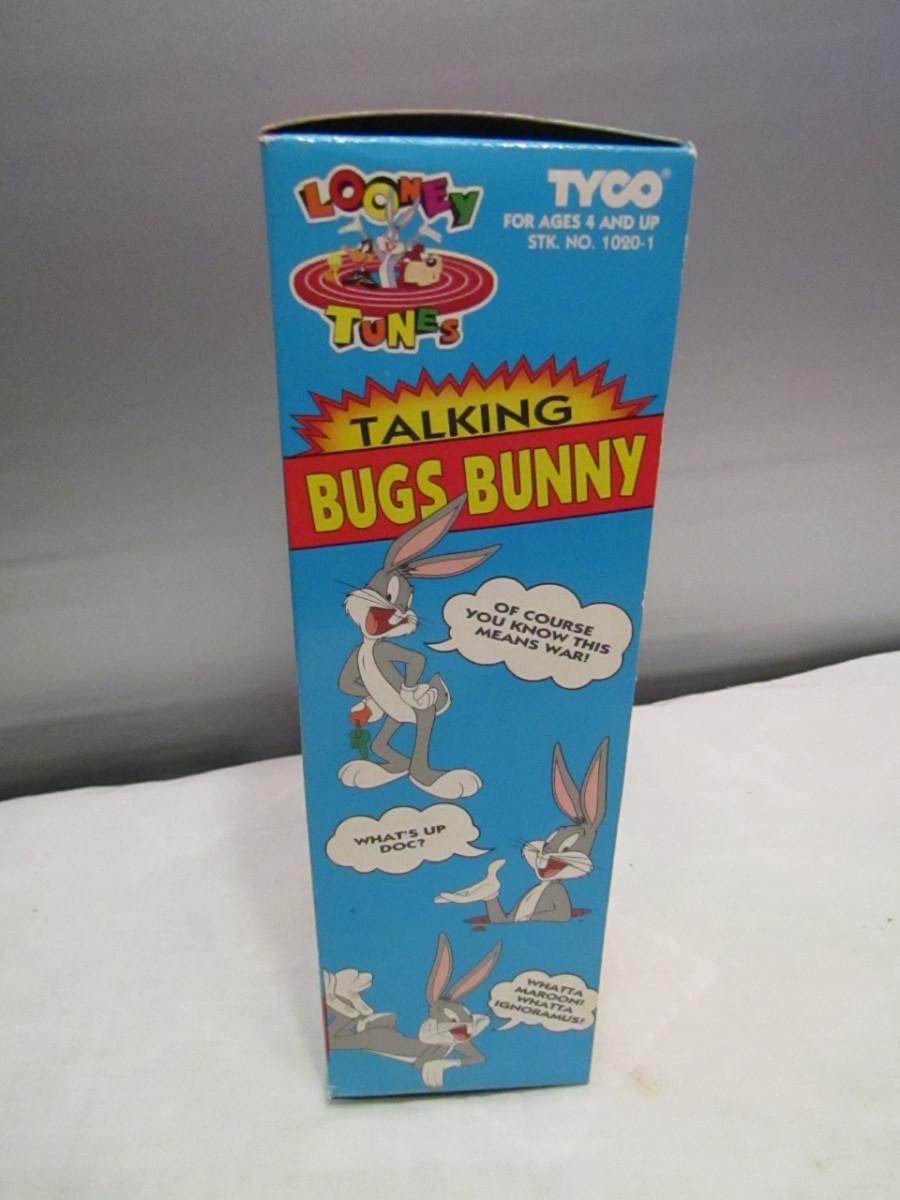 LOONEY
TUNES
TYCO®
FOR AGES 4 AND UP
STK. NO. 1020-1
TALKING
BUGS BUNNY
OF COURSE
YOU KNOW THIS
MEANS WAR!
WHAT'S UP
DOC?
WHATTA
MAROON!
WHATTA
IGNORAMUS!